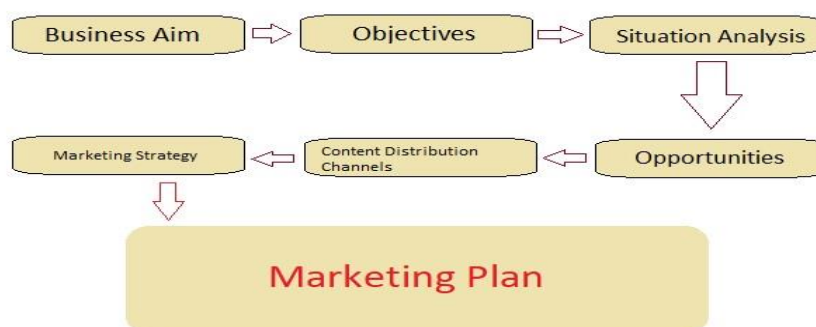 Business Aim
Objectives
Situation Analysis
Opportunities
Content Distribution
Channels
Marketing Strategy
Marketing Plan